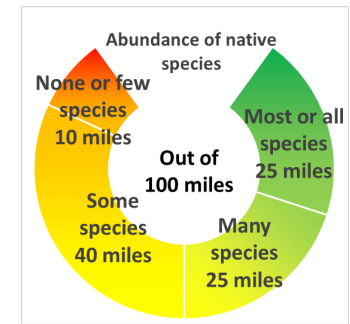 Abundance of native
species
None or few
species
10 miles
Most or all
species
25 miles
Out of
100 miles
Some
species
40 miles
Many
species
25 miles